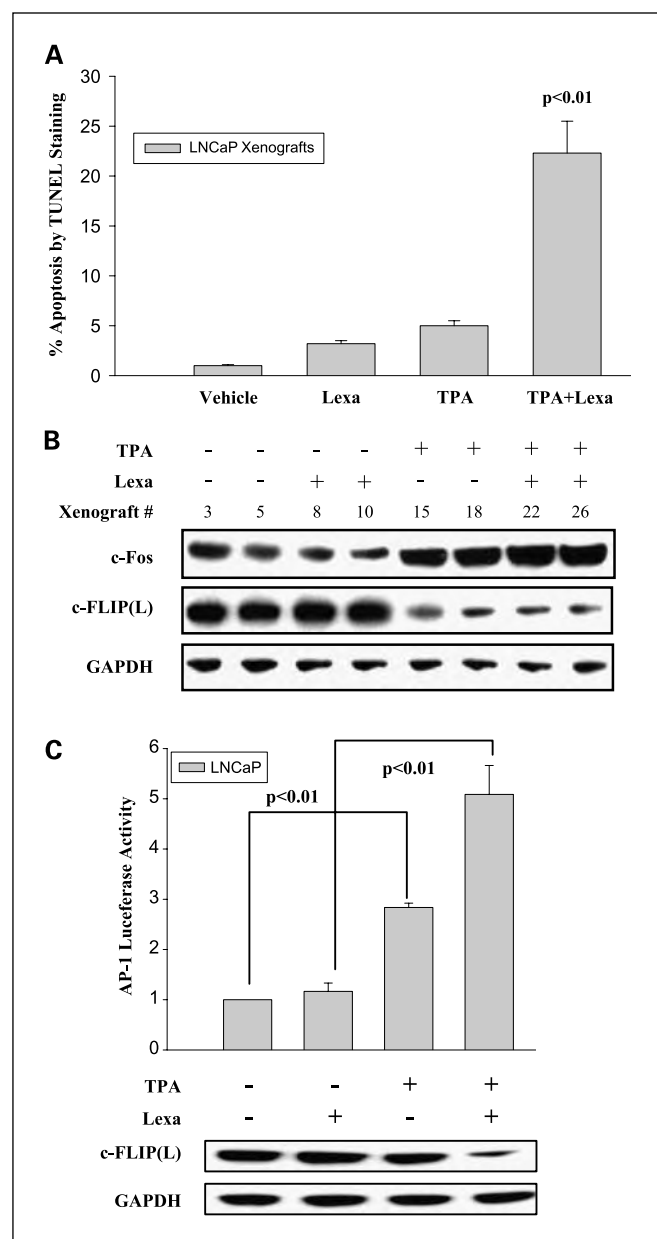 A
30
25
20
15
10
5
0
% Apoptosis by TUNEL Staining
LNCaP Xenografts
p<0.01
Vehicle Lexa TPA TPA+Lexa
B
TPA - - - - + + + +
Lexa - - + + - - + +
Xenograft # 3 5 8 10 15 18 22 26
c-Fos
c-FLIP(L)
GAPDH
C
6
5
4
3
2
1
0
AP-1 Luceferase Activity
LNCaP
p<0.01
p<0.01
TPA - - + +
Lexa - + - +
c-FLIP(L)
GAPDH